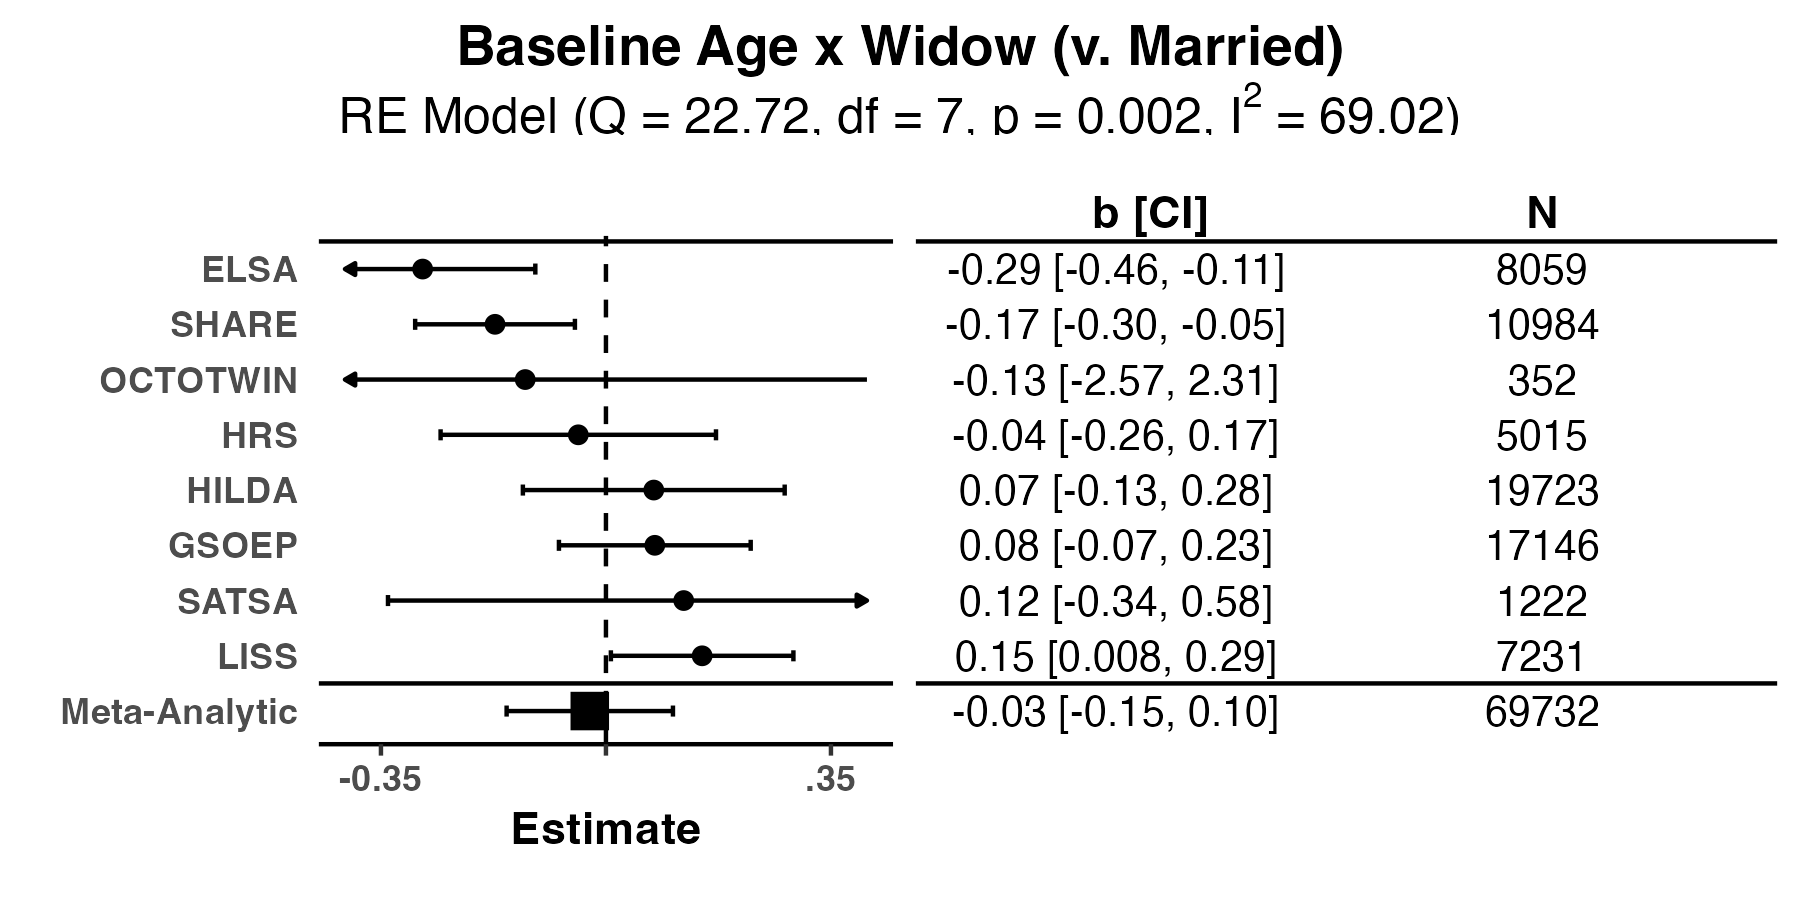 Baseline Age x Widow (v. Married)
RE Model (Q = 22.72, df = 7, p = 0.002, I² = 69.02)
b [CI] N
ELSA -0.29 [-0.46, -0.11] 8059
SHARE -0.17 [-0.30, -0.05] 10984
OCTOTWIN -0.13 [-2.57, 2.31] 352
HRS -0.04 [-0.26, 0.17] 5015
HILDA 0.07 [-0.13, 0.28] 19723
GSOEP 0.08 [-0.07, 0.23] 17146
SATSA 0.12 [-0.34, 0.58] 1222
LISS 0.15 [0.008, 0.29] 7231
Meta-Analytic -0.03 [-0.15, 0.10] 69732
-0.35 .35
Estimate